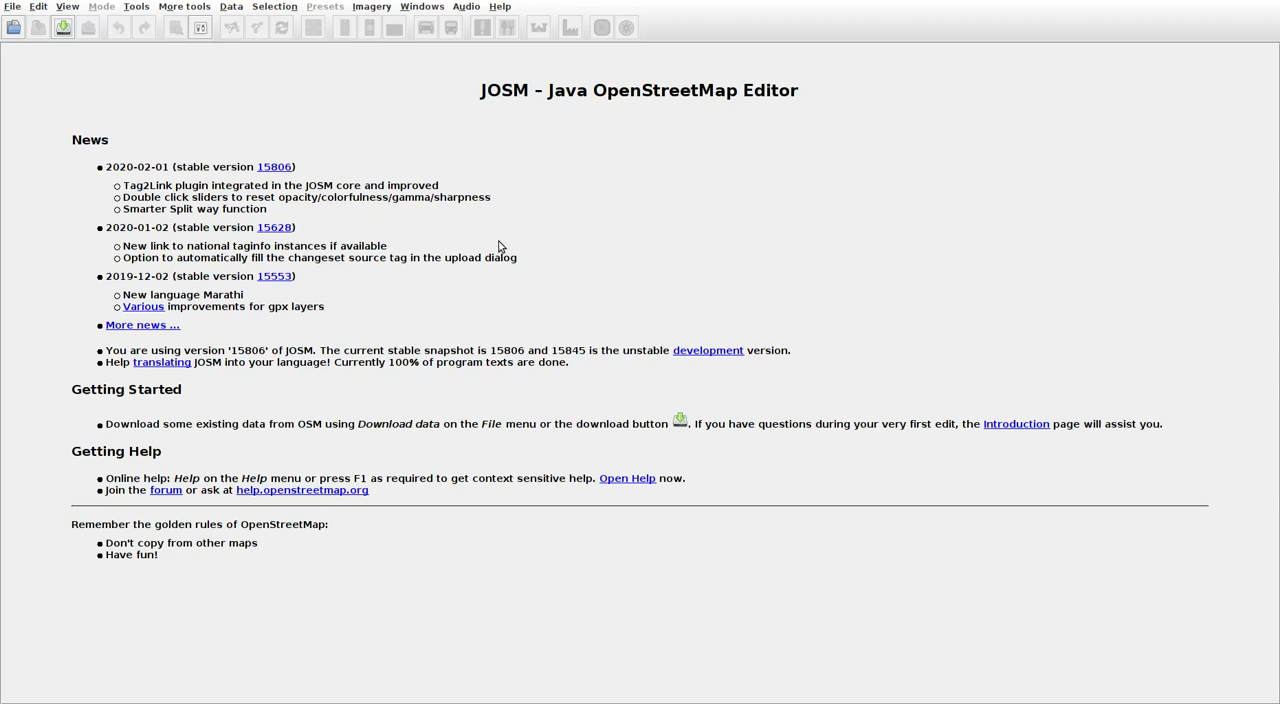 File Edit View Mode Tools More tools Data Selection Presets Imagery Windows Audio Help
JOSM – Java OpenStreetMap Editor
News
2020-02-01 (stable version 15806)
Tag2Link plugin integrated in the JOSM core and improved
Double click sliders to reset opacity/colorfulness/gamma/sharpness
Smarter Split way function
2020-01-02 (stable version 15628)
New link to national taginfo instances if available
Option to automatically fill the changeset source tag in the upload dialog
2019-12-02 (stable version 15553)
New language Marathi
Various improvements for gpx layers
More news ...
You are using version '15806' of JOSM. The current stable snapshot is 15806 and 15845 is the unstable development version.
Help translating JOSM into your language! Currently 100% of program texts are done.
Getting Started
Download some existing data from OSM using Download data on the File menu or the download button . If you have questions during your very first edit, the Introduction page will assist you.
Getting Help
Online help: Help on the Help menu or press F1 as required to get context sensitive help. Open Help now.
Join the forum or ask at help.openstreetmap.org
Remember the golden rules of OpenStreetMap:
Don't copy from other maps
Have fun!